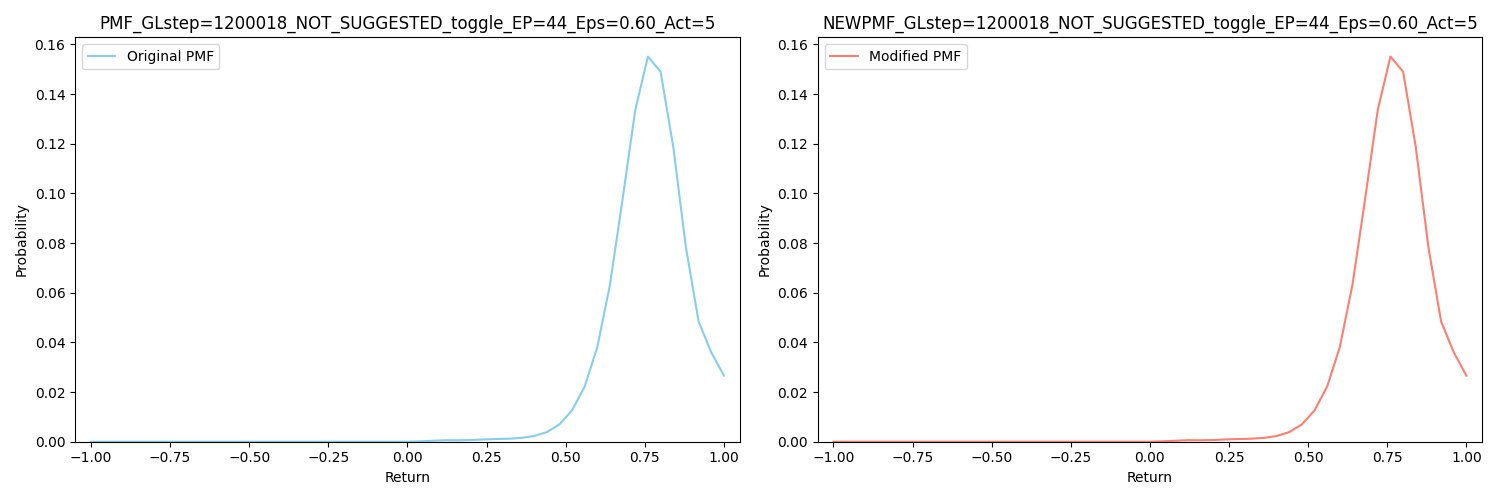 PMF_GLstep=1200018_NOT_SUGGESTED_toggle_EP=44_Eps=0.60_Act=5
Original PMF
Probability
0.16
0.14
0.12
0.10
0.08
0.06
0.04
0.02
0.00
−1.00 −0.75 −0.50 −0.25 0.00 0.25 0.50 0.75 1.00
Return
NEWPMF_GLstep=1200018_NOT_SUGGESTED_toggle_EP=44_Eps=0.60_Act=5
Modified PMF
Probability
0.16
0.14
0.12
0.10
0.08
0.06
0.04
0.02
0.00
−1.00 −0.75 −0.50 −0.25 0.00 0.25 0.50 0.75 1.00
Return